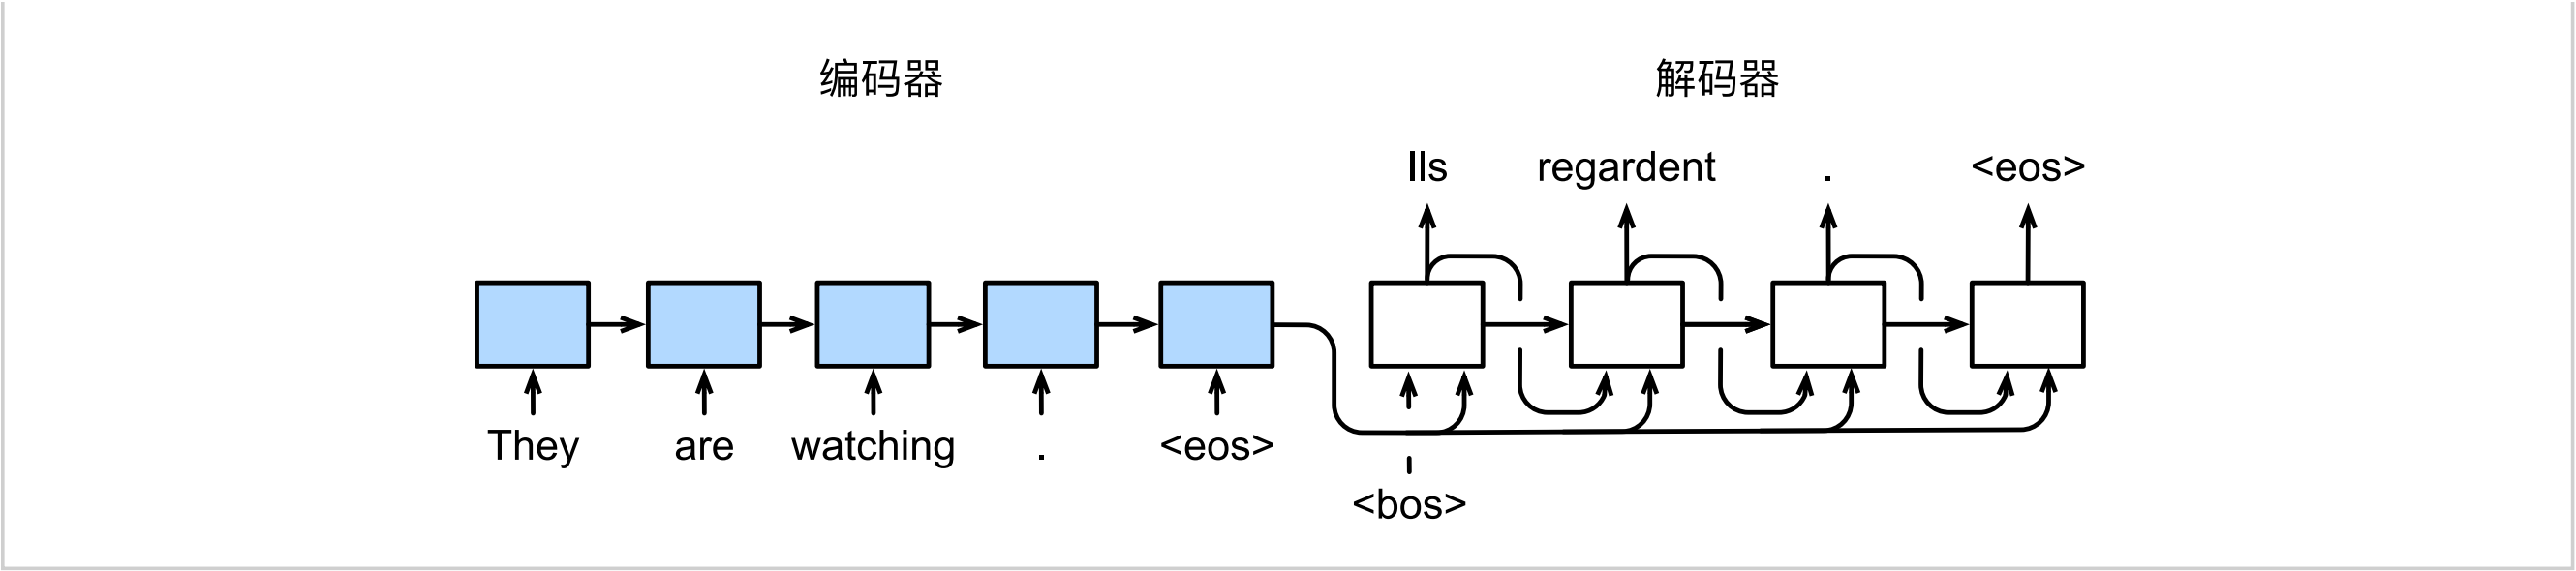 编码器 解码器
Ils regardent . <eos>
They are watching . <eos>
<bos>